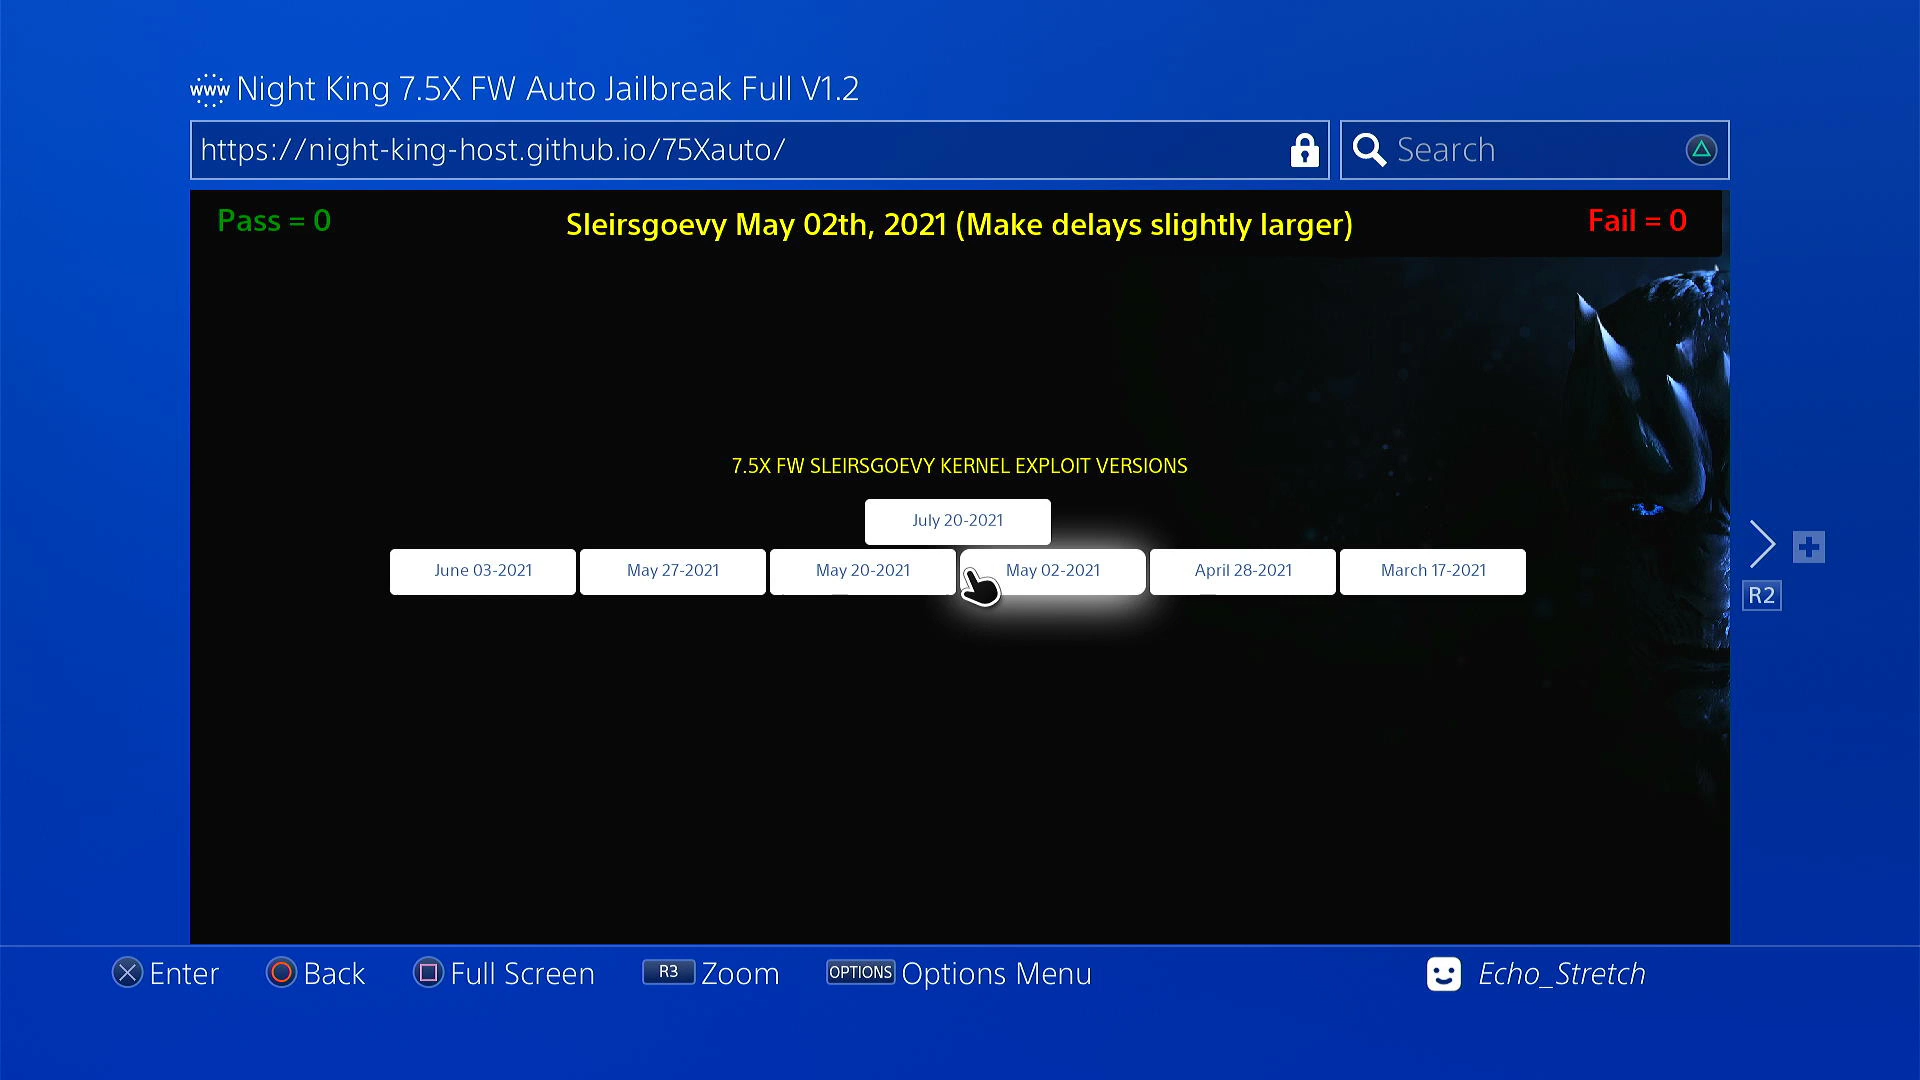 www Night King 7.5X FW Auto Jailbreak Full V1.2
https://night-king-host.github.io/75Xauto/ Search
Pass = 0 Sleirsgoevy May 02th, 2021 (Make delays slightly larger) Fail = 0
7.5X FW SLEIRSGOEVY KERNEL EXPLOIT VERSIONS
July 20-2021
June 03-2021 May 27-2021 May 20-2021 May 02-2021 April 28-2021 March 17-2021
R2
Enter Back Full Screen R3 Zoom OPTIONS Options Menu Echo_Stretch